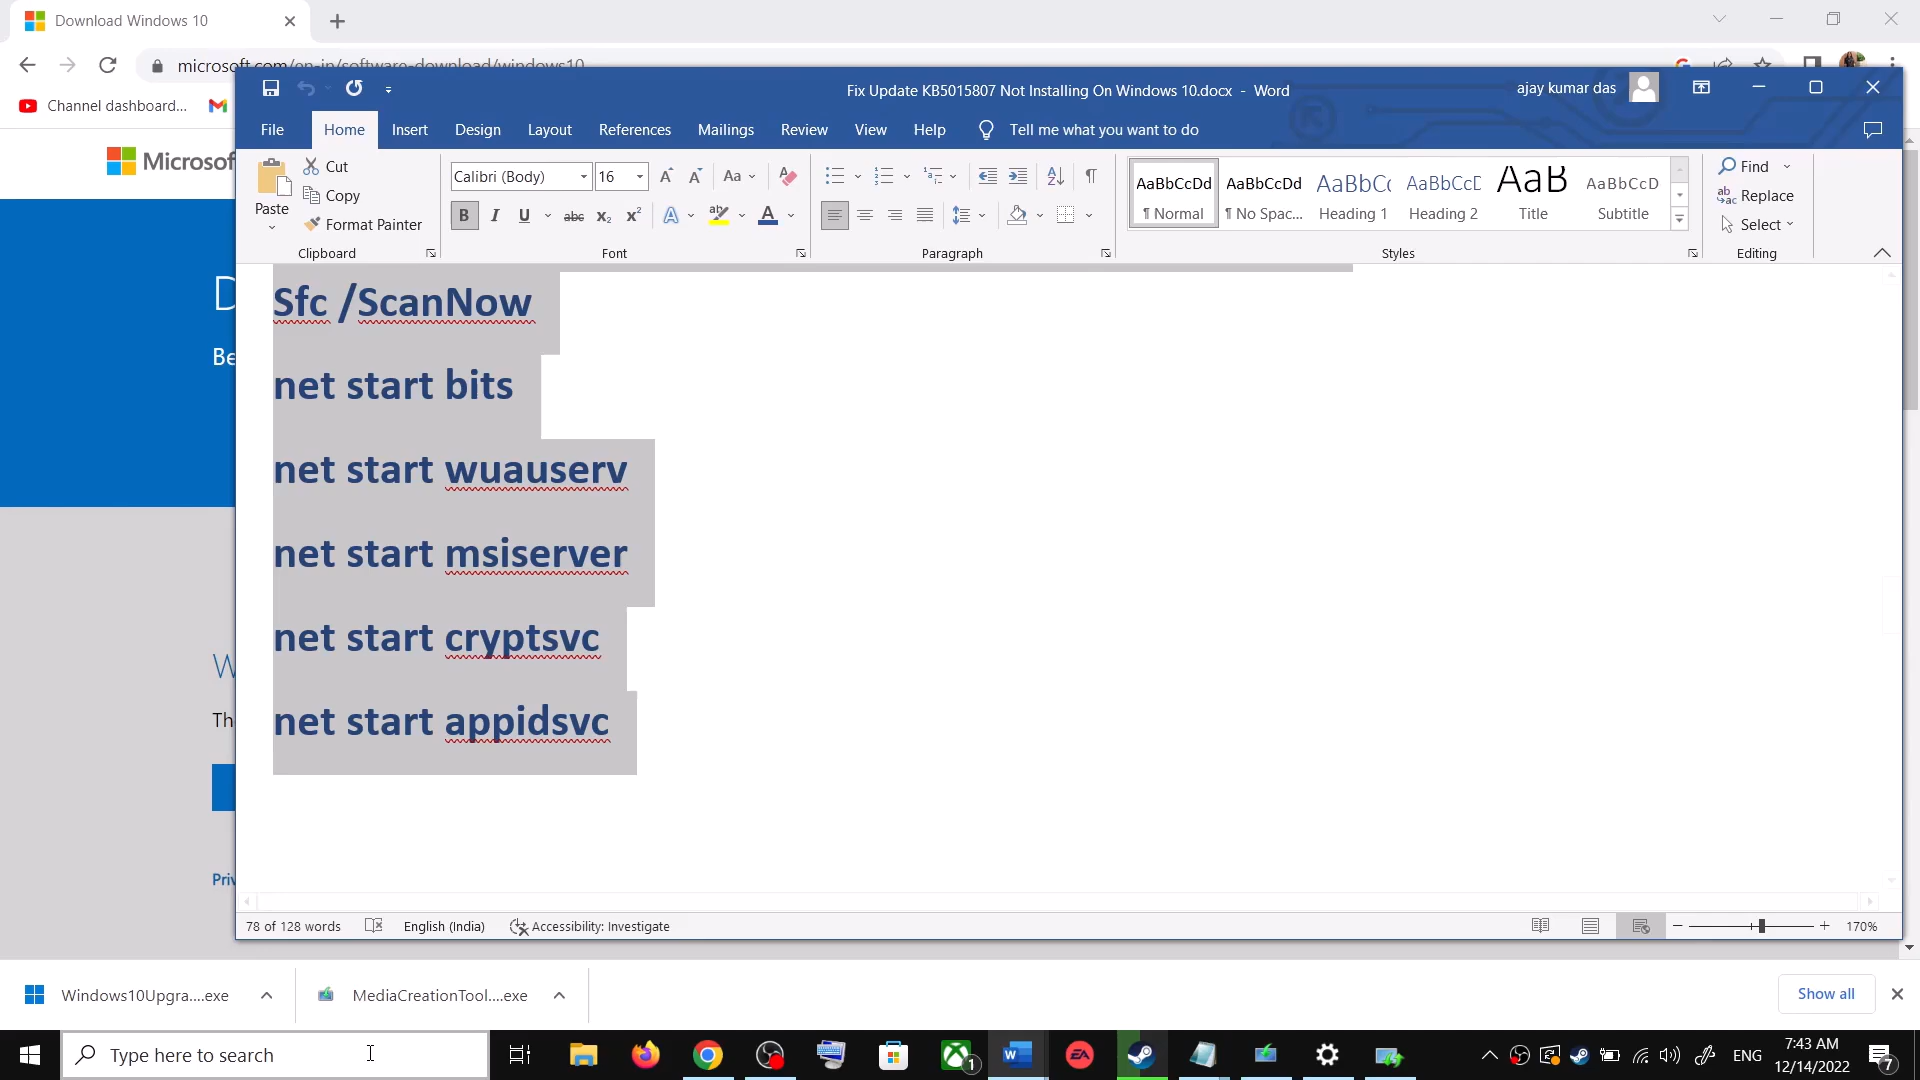 Download Windows 10
microsoft.com/en-in/software-download/windows10
Channel dashboard...
Fix Update KB5015807 Not Installing On Windows 10.docx - Word
ajay kumar das
File Home Insert Design Layout References Mailings Review View Help Tell me what you want to do
Cut
Copy
Format Painter
Paste
Calibri (Body) 16
AaBbCcDd AaBbCcDd AaBbCc AaBbCcD AaB AaBbCcD
¶ Normal ¶ No Spac... Heading 1 Heading 2 Title Subtitle
Find
Replace
Select
Clipboard Font Paragraph Styles Editing
Sfc /ScanNow
net start bits
net start wuauserv
net start msiserver
net start cryptsvc
net start appidsvc
78 of 128 words English (India) Accessibility: Investigate 170%
Windows10Upgra....exe MediaCreationTool....exe Show all
Type here to search
1
ENG
7:43 AM
12/14/2022
7